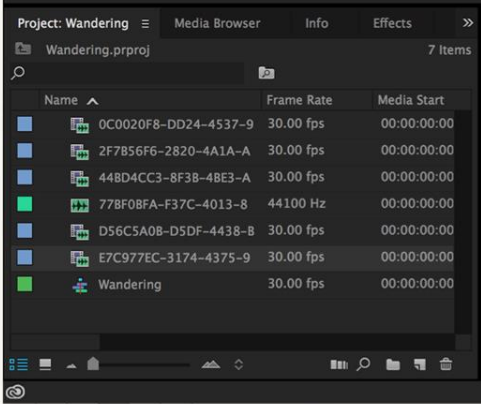 Project: Wandering Media Browser Info Effects
Wandering.prproj 7 Items
Name Frame Rate Media Start
0C0020F8-DD24-4537-9 30.00 fps 00:00:00:00
2F7B56F6-2820-4A1A-A 30.00 fps 00:00:00:00
44BD4CC3-8F3B-4BE3-A 30.00 fps 00:00:00:00
77BF0BFA-F37C-4013-8 44100 Hz 00:00:00:00
D56C5A0B-D5DF-4438-B 30.00 fps 00:00:00:00
E7C977EC-3174-4375-9 30.00 fps 00:00:00:00
Wandering 30.00 fps 00:00:00:00